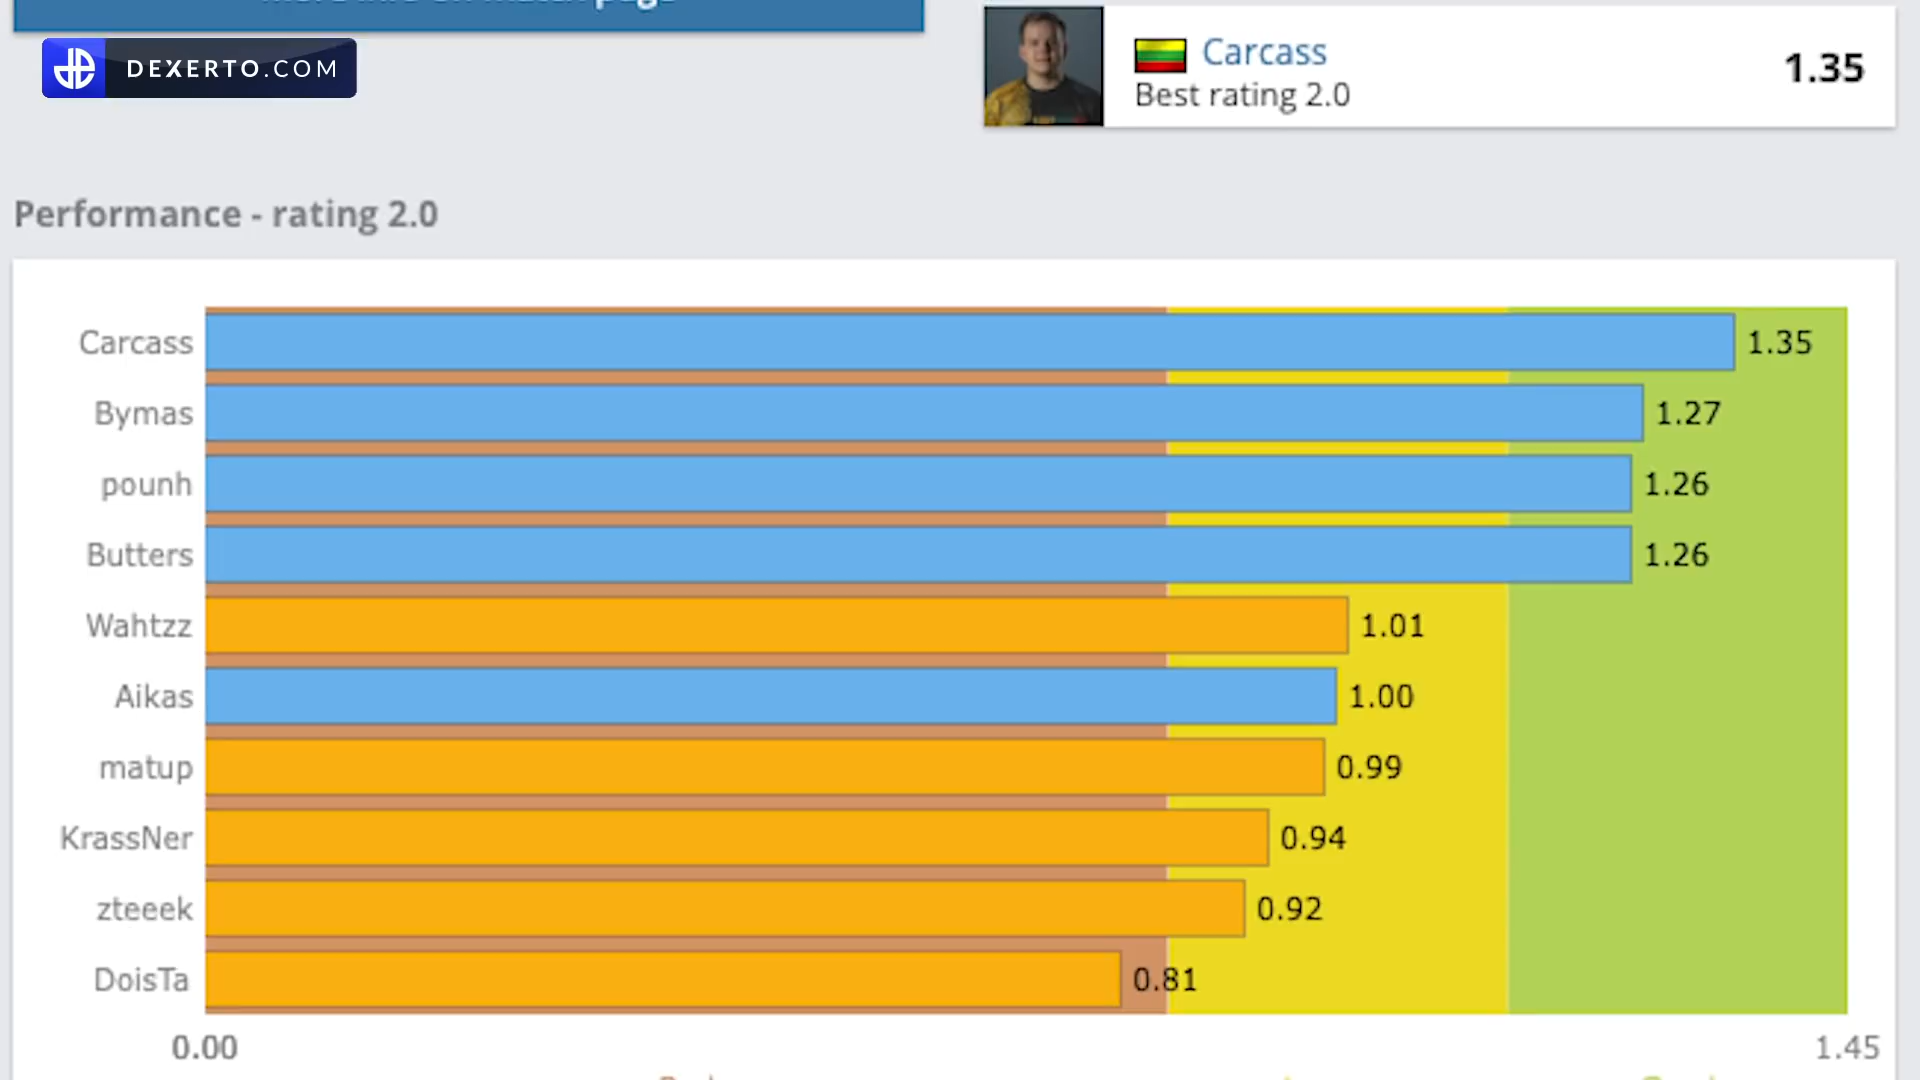 DEXERTO.COM
Carcass
Best rating 2.0
1.35
Performance - rating 2.0
Carcass 1.35
Bymas 1.27
pounh 1.26
Butters 1.26
Wahtzz 1.01
Aikas 1.00
matup 0.99
KrassNer 0.94
zteeek 0.92
DoisTa 0.81
0.00 1.45